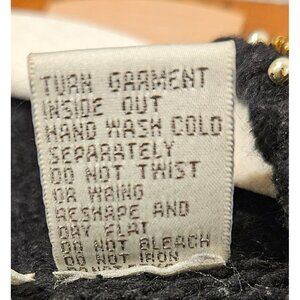 TURN GARMENT
INSIDE OUT
HAND WASH COLD
SEPARATELY
DO NOT TWIST
OR WRING
RESHAPE AND
DRY FLAT
DO NOT BLEACH
DO NOT IRON